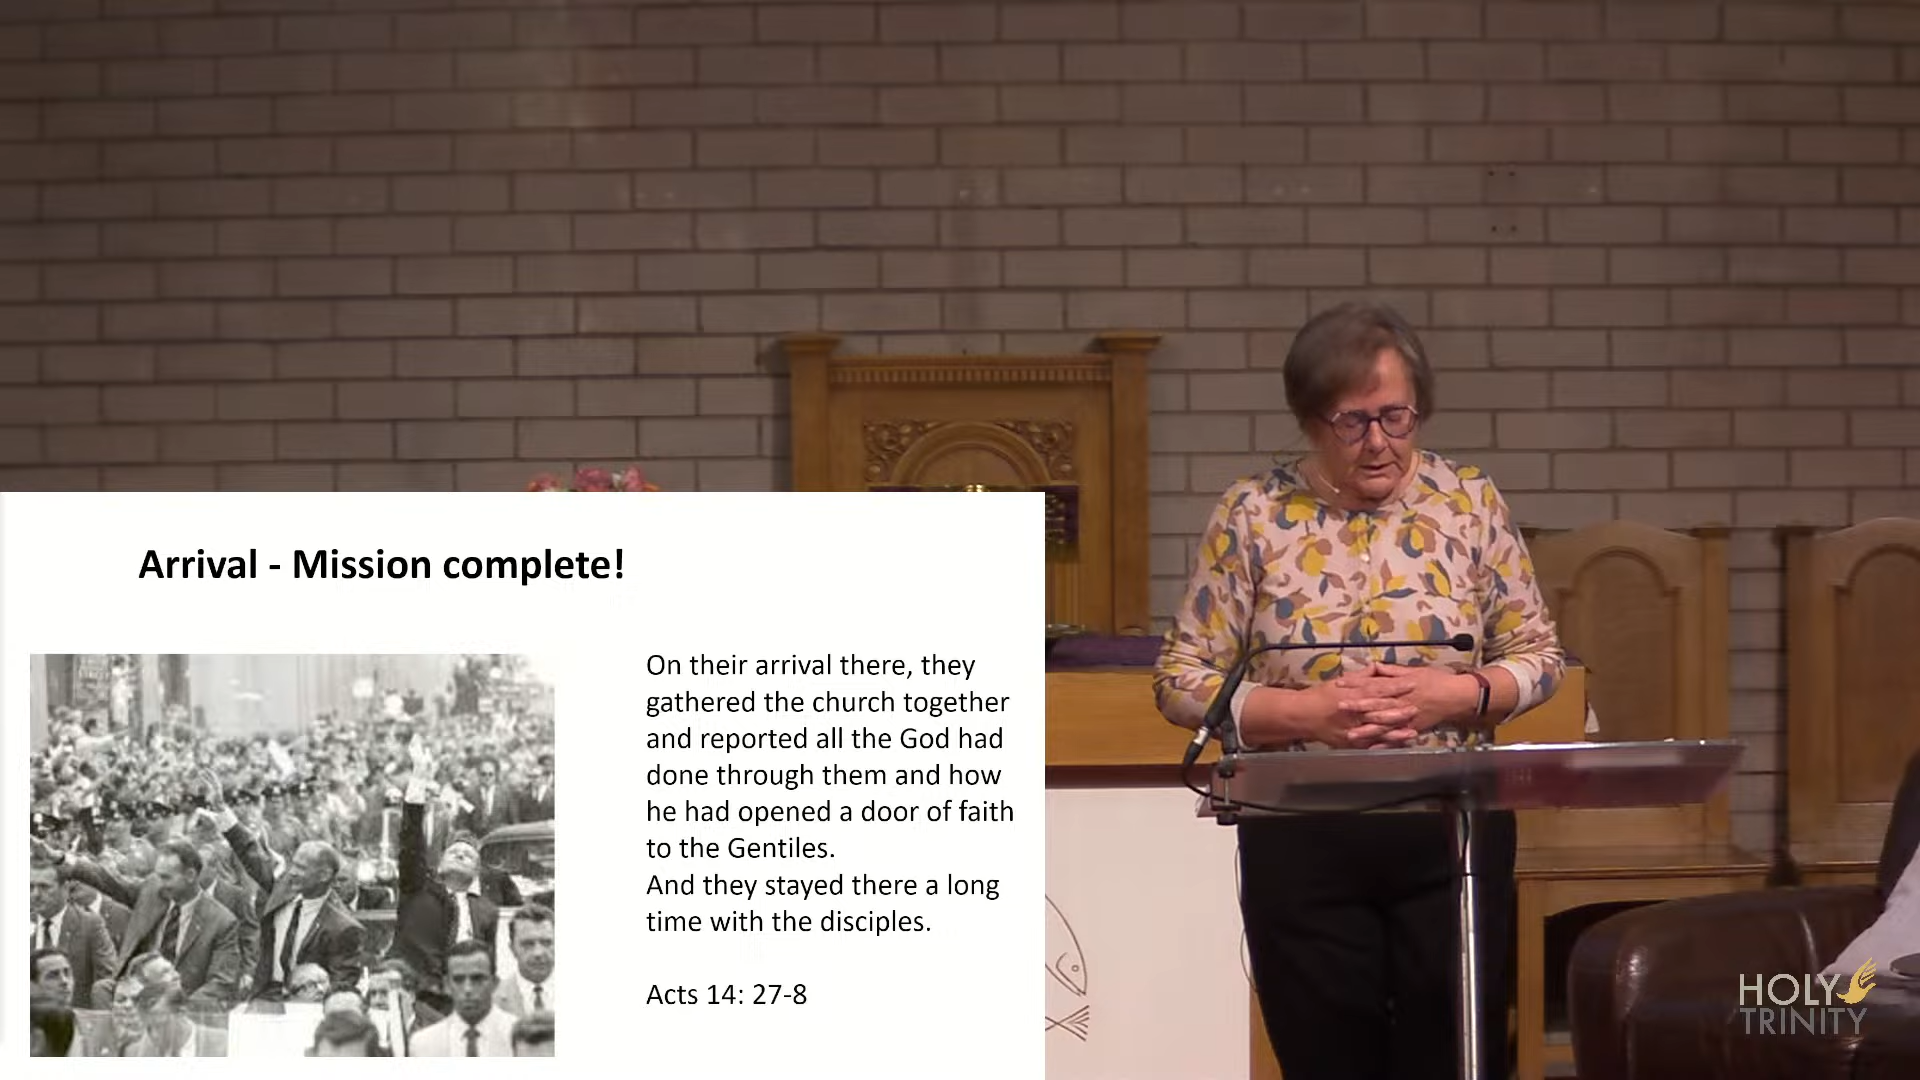 Arrival - Mission complete!
On their arrival there, they
gathered the church together
and reported all the God had
done through them and how
he had opened a door of faith
to the Gentiles.
And they stayed there a long
time with the disciples.
Acts 14: 27-8
HOLY
TRINITY